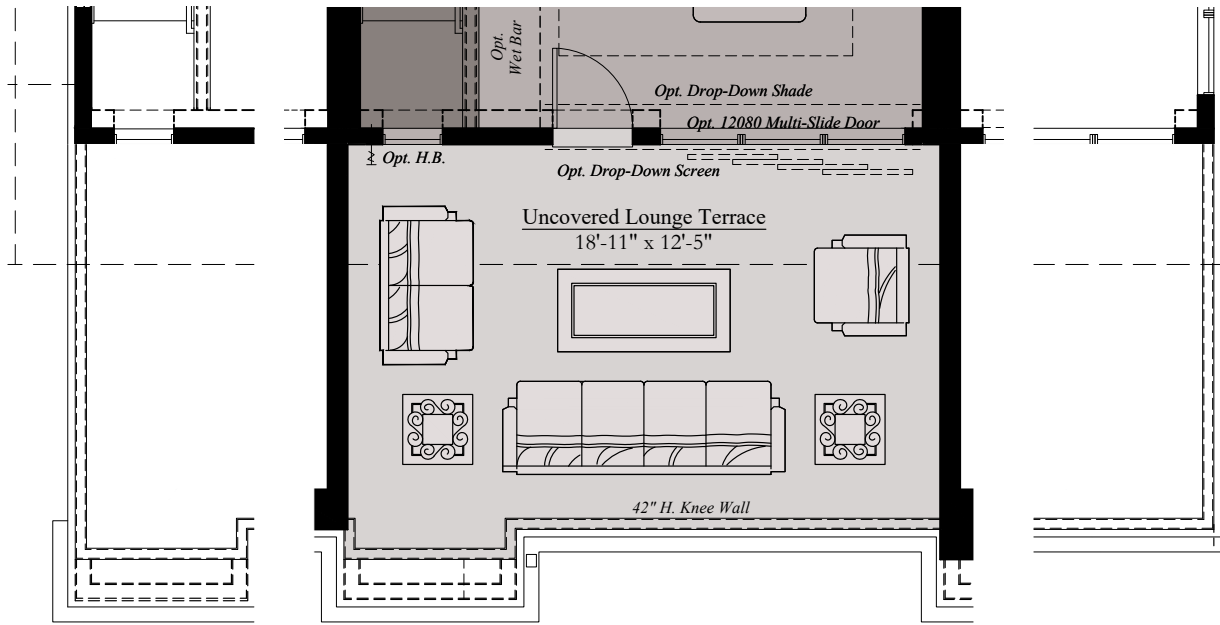 Opt.
Wet Bar
Opt. Drop-Down Shade
Opt. 12080 Multi-Slide Door
Opt. H.B.
Opt. Drop-Down Screen
Uncovered Lounge Terrace
18'-11" x 12'-5"
42" H. Knee Wall